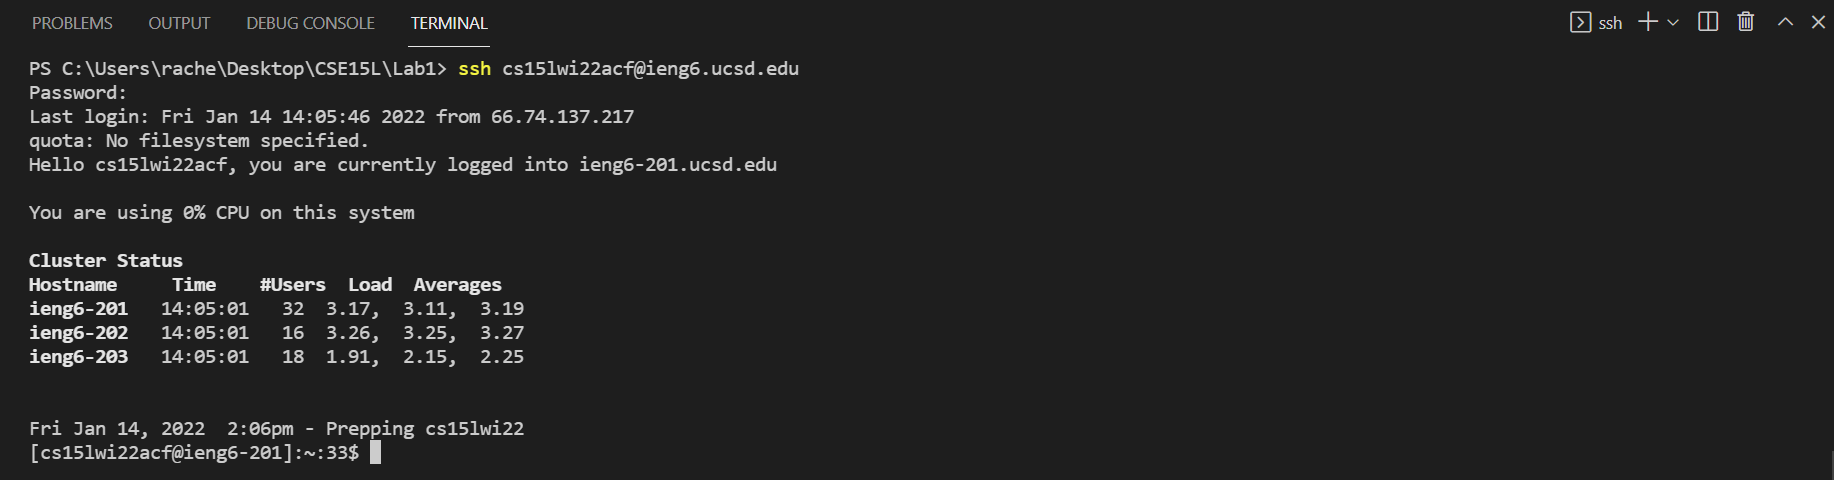 PROBLEMS OUTPUT DEBUG CONSOLE TERMINAL ssh
PS C:\Users\rache\Desktop\CSE15L\Lab1> ssh cs15lwi22acf@ieng6.ucsd.edu
Password:
Last login: Fri Jan 14 14:05:46 2022 from 66.74.137.217
quota: No filesystem specified.
Hello cs15lwi22acf, you are currently logged into ieng6-201.ucsd.edu
You are using 0% CPU on this system
Cluster Status
Hostname     Time    #Users  Load  Averages
ieng6-201   14:05:01   32  3.17,  3.11,  3.19
ieng6-202   14:05:01   16  3.26,  3.25,  3.27
ieng6-203   14:05:01   18  1.91,  2.15,  2.25
Fri Jan 14, 2022  2:06pm - Prepping cs15lwi22
[cs15lwi22acf@ieng6-201]:~:33$